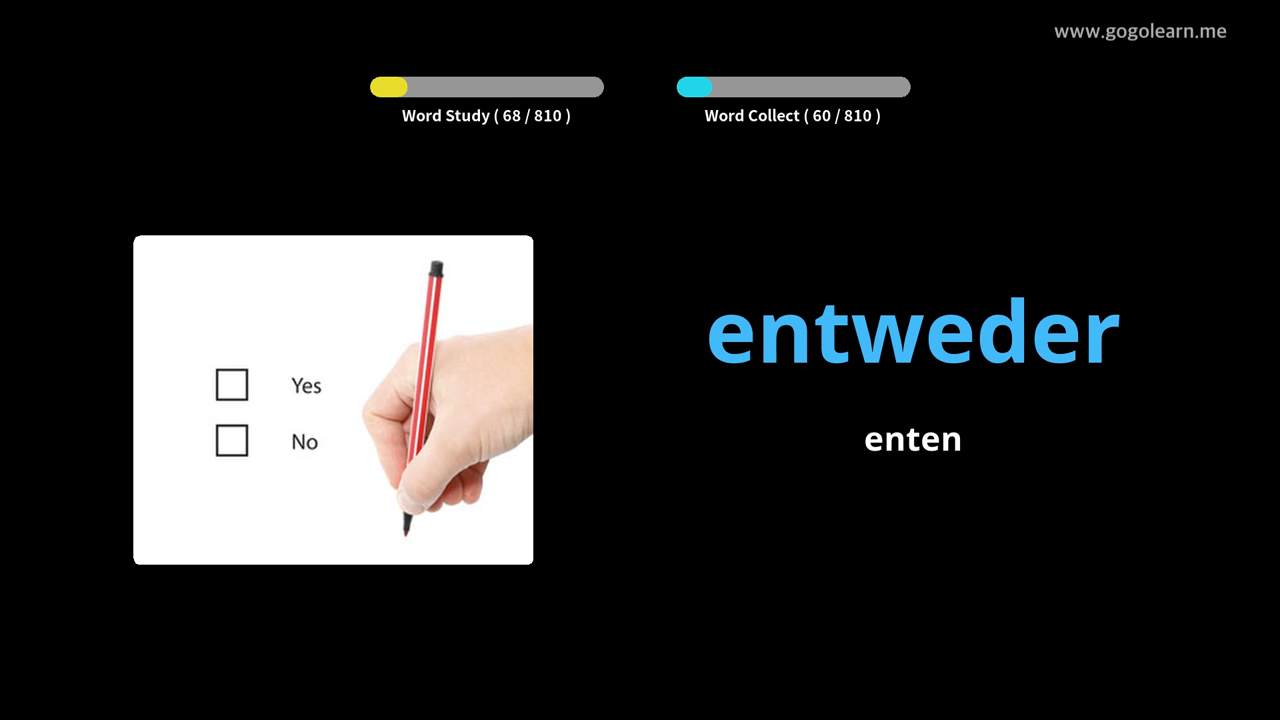 www.gogolearn.me
Word Study ( 68 / 810 )
Word Collect ( 60 / 810 )
Yes
No
entweder
enten